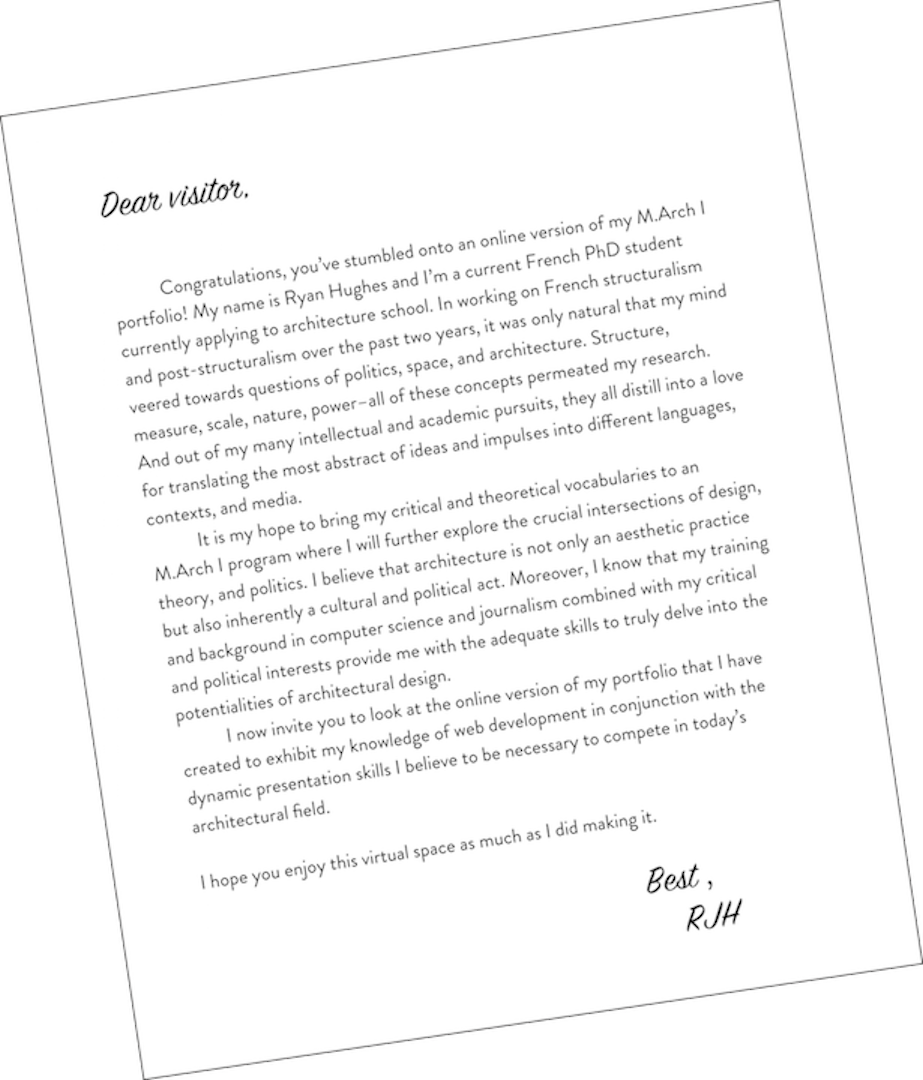 Dear visitor,
Congratulations, you've stumbled onto an online version of my M.Arch I
portfolio! My name is Ryan Hughes and I'm a current French PhD student
currently applying to architecture school. In working on French structuralism
and post-structuralism over the past two years, it was only natural that my mind
veered towards questions of politics, space, and architecture. Structure,
measure, scale, nature, power–all of these concepts permeated my research.
And out of my many intellectual and academic pursuits, they all distill into a love
for translating the most abstract of ideas and impulses into different languages,
contexts, and media.
It is my hope to bring my critical and theoretical vocabularies to an
M.Arch I program where I will further explore the crucial intersections of design,
theory, and politics. I believe that architecture is not only an aesthetic practice
but also inherently a cultural and political act. Moreover, I know that my training
and background in computer science and journalism combined with my critical
and political interests provide me with the adequate skills to truly delve into the
potentialities of architectural design.
I now invite you to look at the online version of my portfolio that I have
created to exhibit my knowledge of web development in conjunction with the
dynamic presentation skills I believe to be necessary to compete in today's
architectural field.
I hope you enjoy this virtual space as much as I did making it.
Best ,
RJH